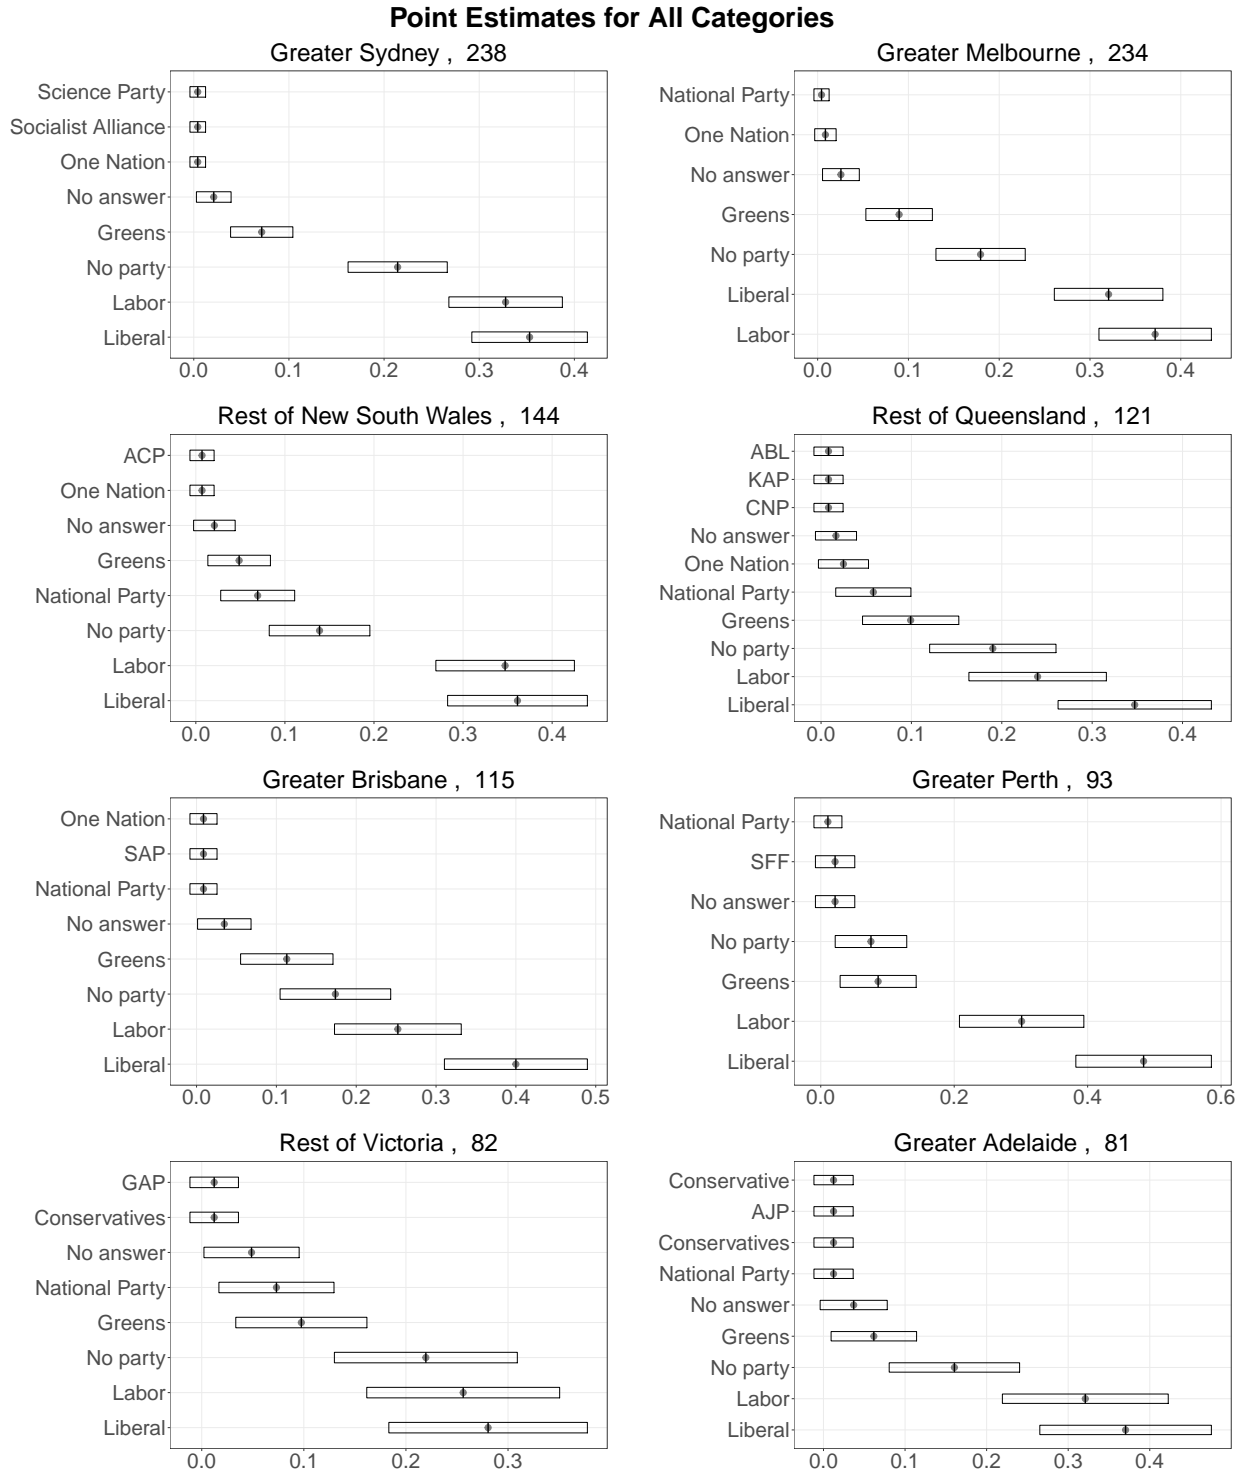 Point Estimates for All Categories
Greater Sydney , 238
Science Party
Socialist Alliance
One Nation
No answer
Greens
No party
Labor
Liberal
0.0 0.1 0.2 0.3 0.4
Greater Melbourne , 234
National Party
One Nation
No answer
Greens
No party
Liberal
Labor
0.0 0.1 0.2 0.3 0.4
Rest of New South Wales , 144
ACP
One Nation
No answer
Greens
National Party
No party
Labor
Liberal
0.0 0.1 0.2 0.3 0.4
Rest of Queensland , 121
ABL
KAP
CNP
No answer
One Nation
National Party
Greens
No party
Labor
Liberal
0.0 0.1 0.2 0.3 0.4
Greater Brisbane , 115
One Nation
SAP
National Party
No answer
Greens
No party
Labor
Liberal
0.0 0.1 0.2 0.3 0.4 0.5
Greater Perth , 93
National Party
SFF
No answer
No party
Greens
Labor
Liberal
0.0 0.2 0.4 0.6
Rest of Victoria , 82
GAP
Conservatives
No answer
National Party
Greens
No party
Labor
Liberal
0.0 0.1 0.2 0.3
Greater Adelaide , 81
Conservative
AJP
Conservatives
National Party
No answer
Greens
No party
Labor
Liberal
0.0 0.1 0.2 0.3 0.4